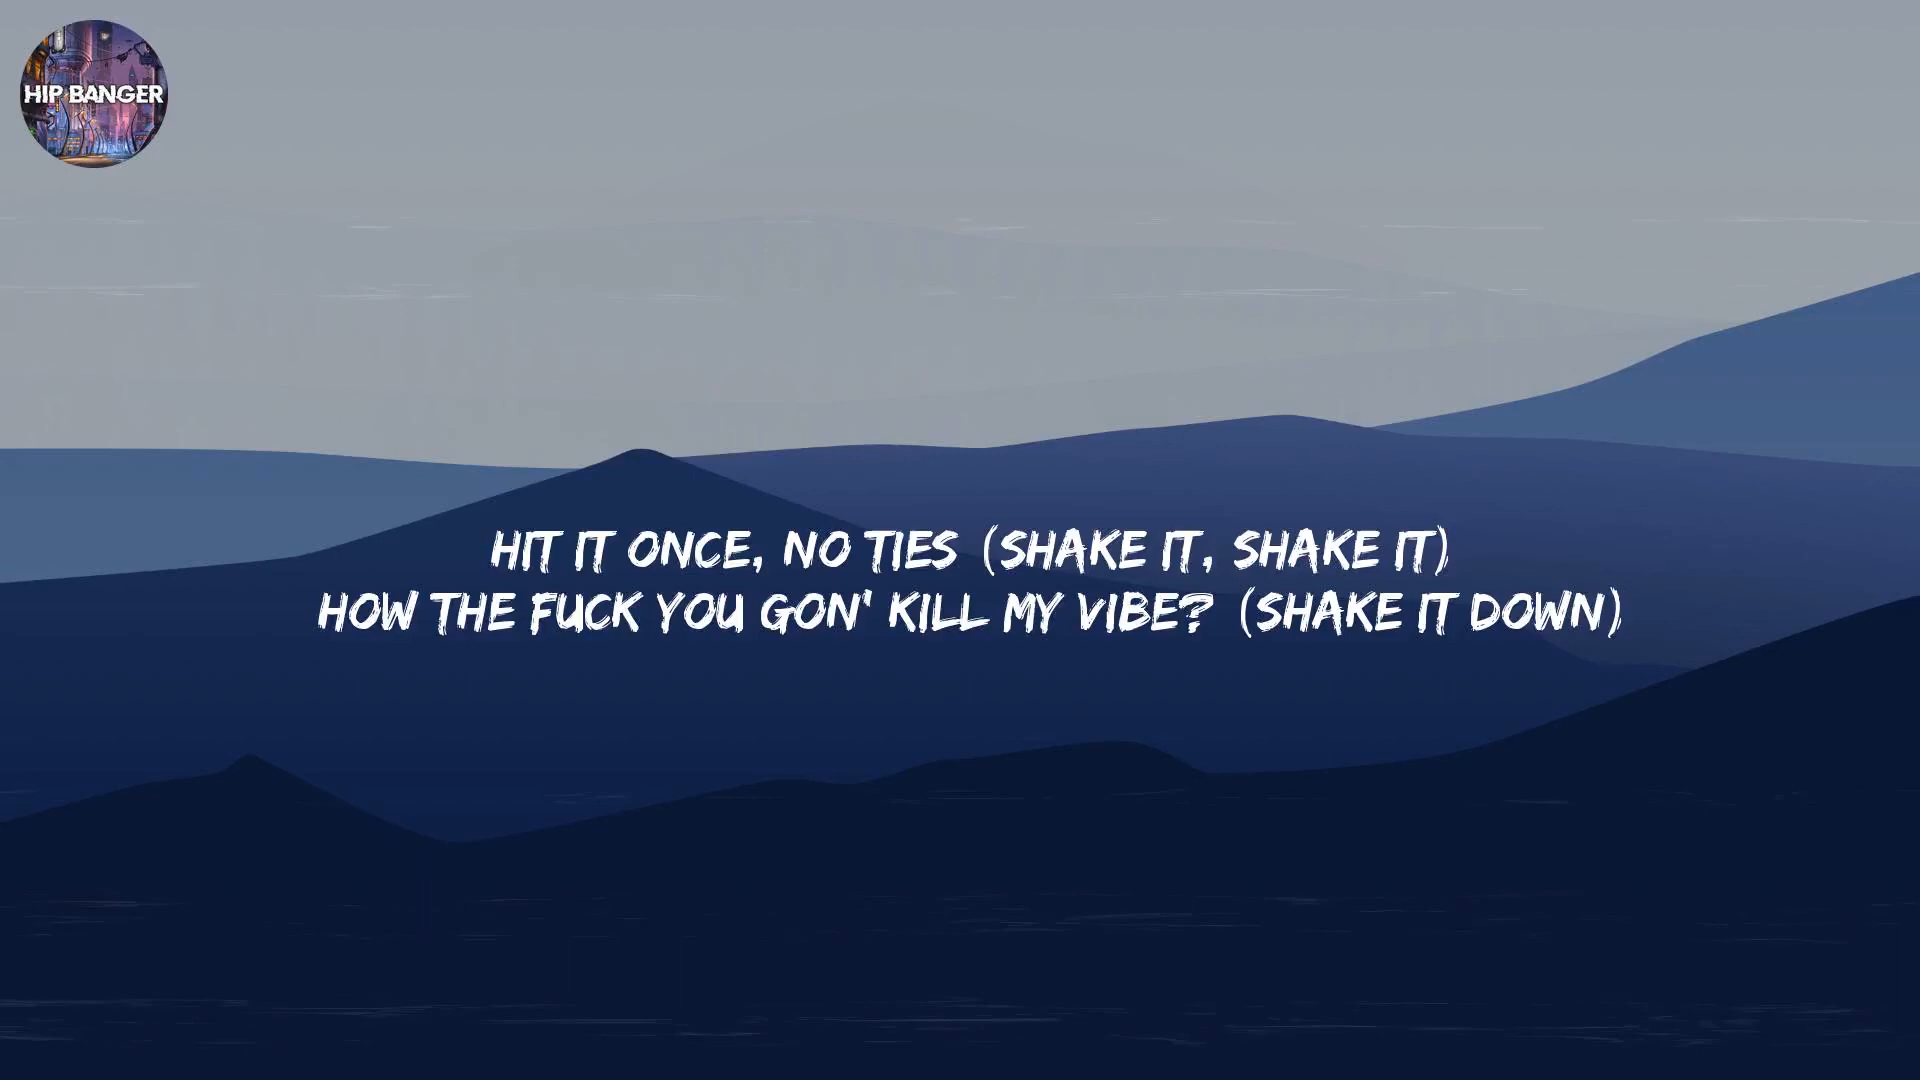 HIP BANGER
HIT IT ONCE, NO TIES (SHAKE IT, SHAKE IT)
HOW THE FUCK YOU GON' KILL MY VIBE? (SHAKE IT DOWN)